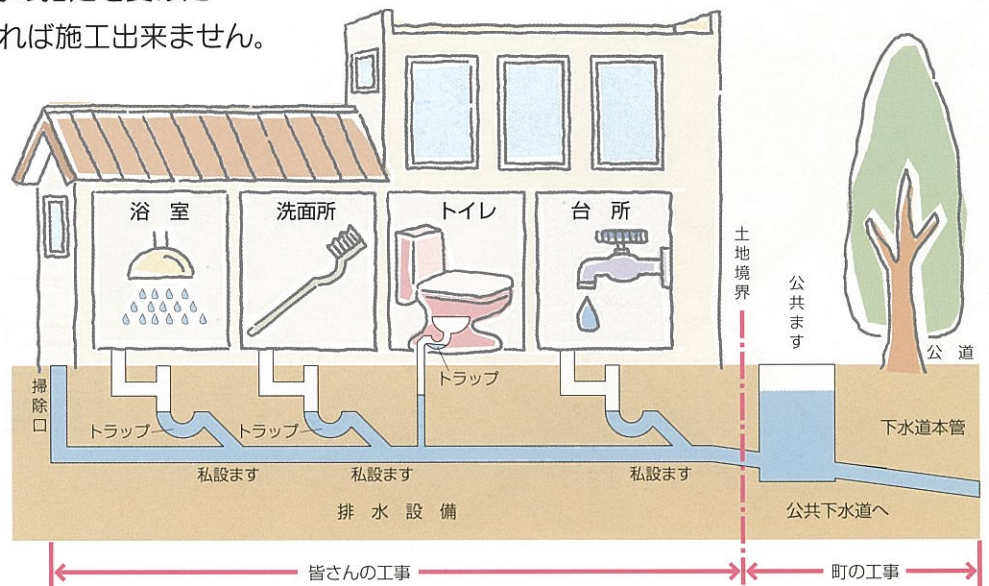 れば施工出来ません。
浴 室
洗面所
トイレ
台 所
土地境界
公共ます
公 道
掃除口
トラップ
トラップ
トラップ
下水道本管
私設ます
私設ます
私設ます
排 水 設 備
公共下水道へ
皆さんの工事
町の工事